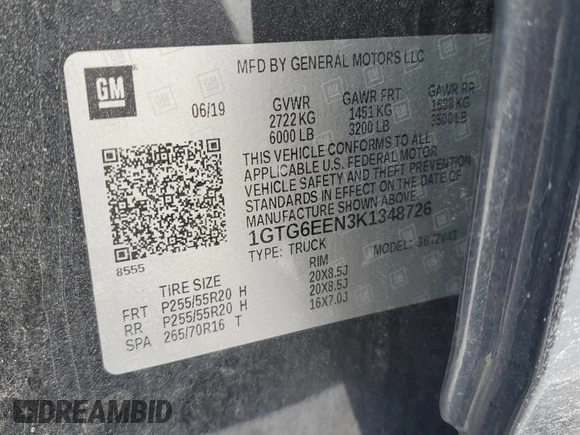 GM
MFD BY GENERAL MOTORS LLC
06/19
GVWR GAWR FRT GAWR RR
2722 KG 1451 KG 1588 KG
6000 LB 3200 LB 3500 LB
THIS VEHICLE CONFORMS TO ALL
APPLICABLE U.S. FEDERAL MOTOR
VEHICLE SAFETY AND THEFT PREVENTION
STANDARDS IN EFFECT ON THE DATE OF
MANUFACTURE SHOWN ABOVE.
1GTG6EEN3K1348726
TYPE: TRUCK MODEL:
8555
TIRE SIZE RIM
FRT P255/55R20 H 20X8.5J
RR P255/55R20 H 20X8.5J
SPA 265/70R16 T 16X7.0J
DREAMBID